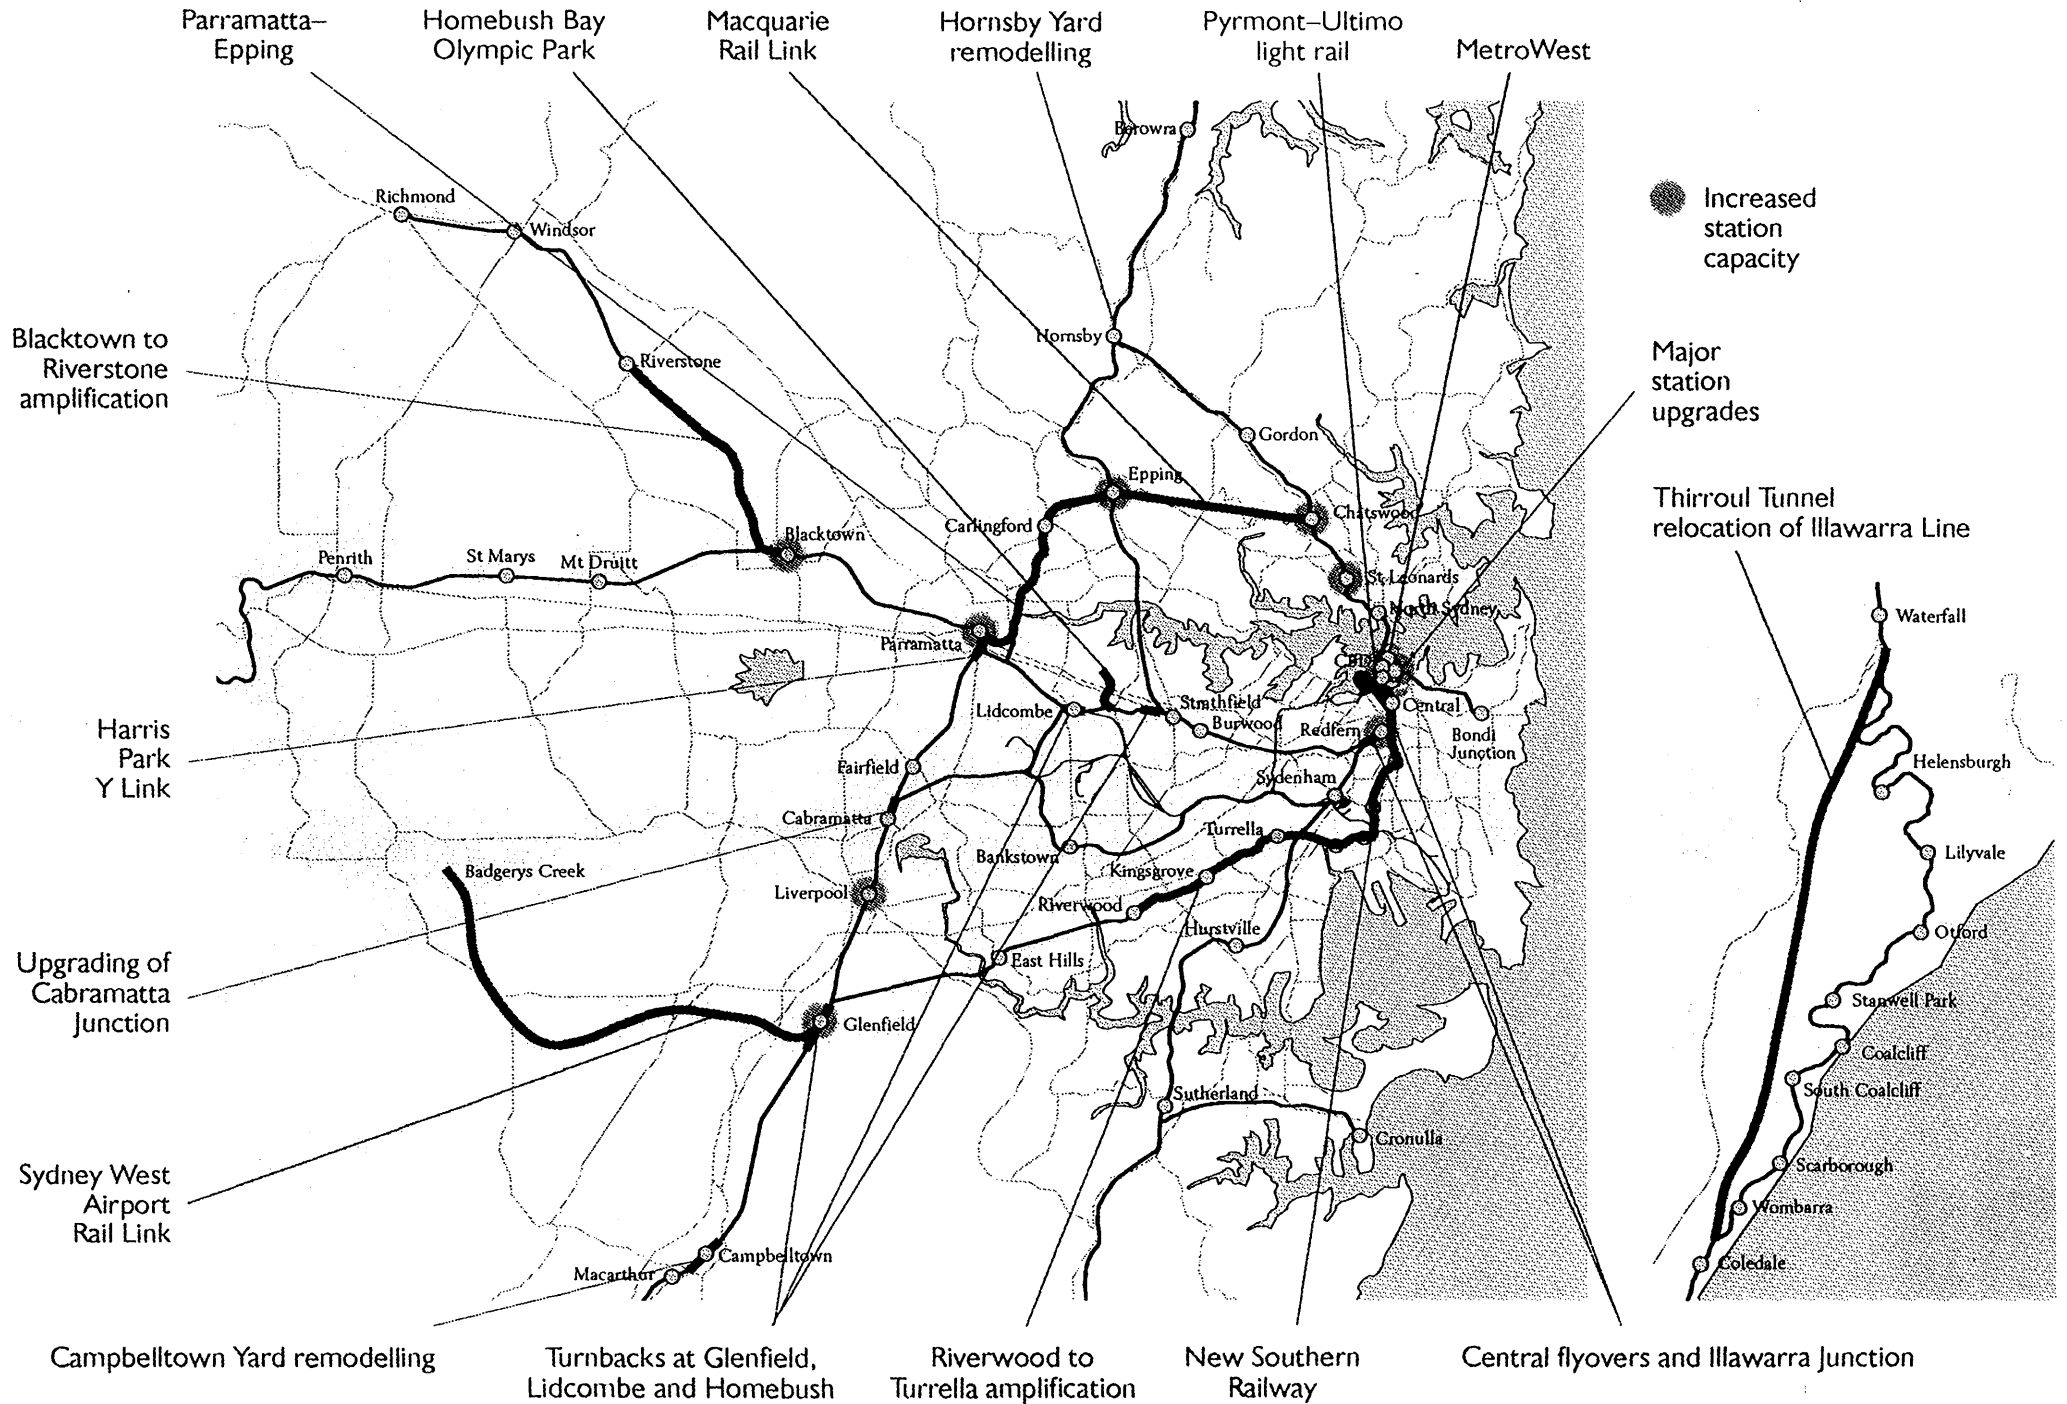 Parramatta–
Epping
Homebush Bay
Olympic Park
Macquarie
Rail Link
Hornsby Yard
remodelling
Pyrmont–Ultimo
light rail
MetroWest
Berowra
Richmond
Windsor
Increased
station
capacity
Blacktown to
Riverstone
amplification
Riverstone
Hornsby
Gordon
Major
station
upgrades
Epping
Chatswood
Carlingford
Blacktown
Penrith
St Marys
Mt Druitt
St Leonards
North Sydney
Parramatta
CBD
Thirroul Tunnel
relocation of Illawarra Line
Waterfall
Harris
Park
Y Link
Lidcombe
Strathfield
Burwood
Redfern
Central
Bondi
Junction
Fairfield
Sydenham
Helensburgh
Cabramatta
Turrella
Bankstown
Kingsgrove
Lilyvale
Badgerys Creek
Liverpool
Riverwood
Hurstville
Otford
Upgrading of
Cabramatta
Junction
East Hills
Glenfield
Stanwell Park
Coalcliff
South Coalcliff
Sutherland
Cronulla
Scarborough
Wombarra
Sydney West
Airport
Rail Link
Campbelltown
Macarthur
Coledale
Campbelltown Yard remodelling
Turnbacks at Glenfield,
Lidcombe and Homebush
Riverwood to
Turrella amplification
New Southern
Railway
Central flyovers and Illawarra Junction